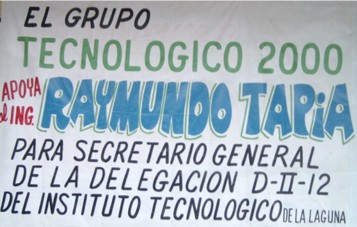 EL GRUPO
TECNOLOGICO 2000
APOYA
al ING. RAYMUNDO TAPIA
PARA SECRETARIO GENERAL
DE LA DELEGACION D-II-12
DEL INSTITUTO TECNOLOGICO DE LA LAGUNA